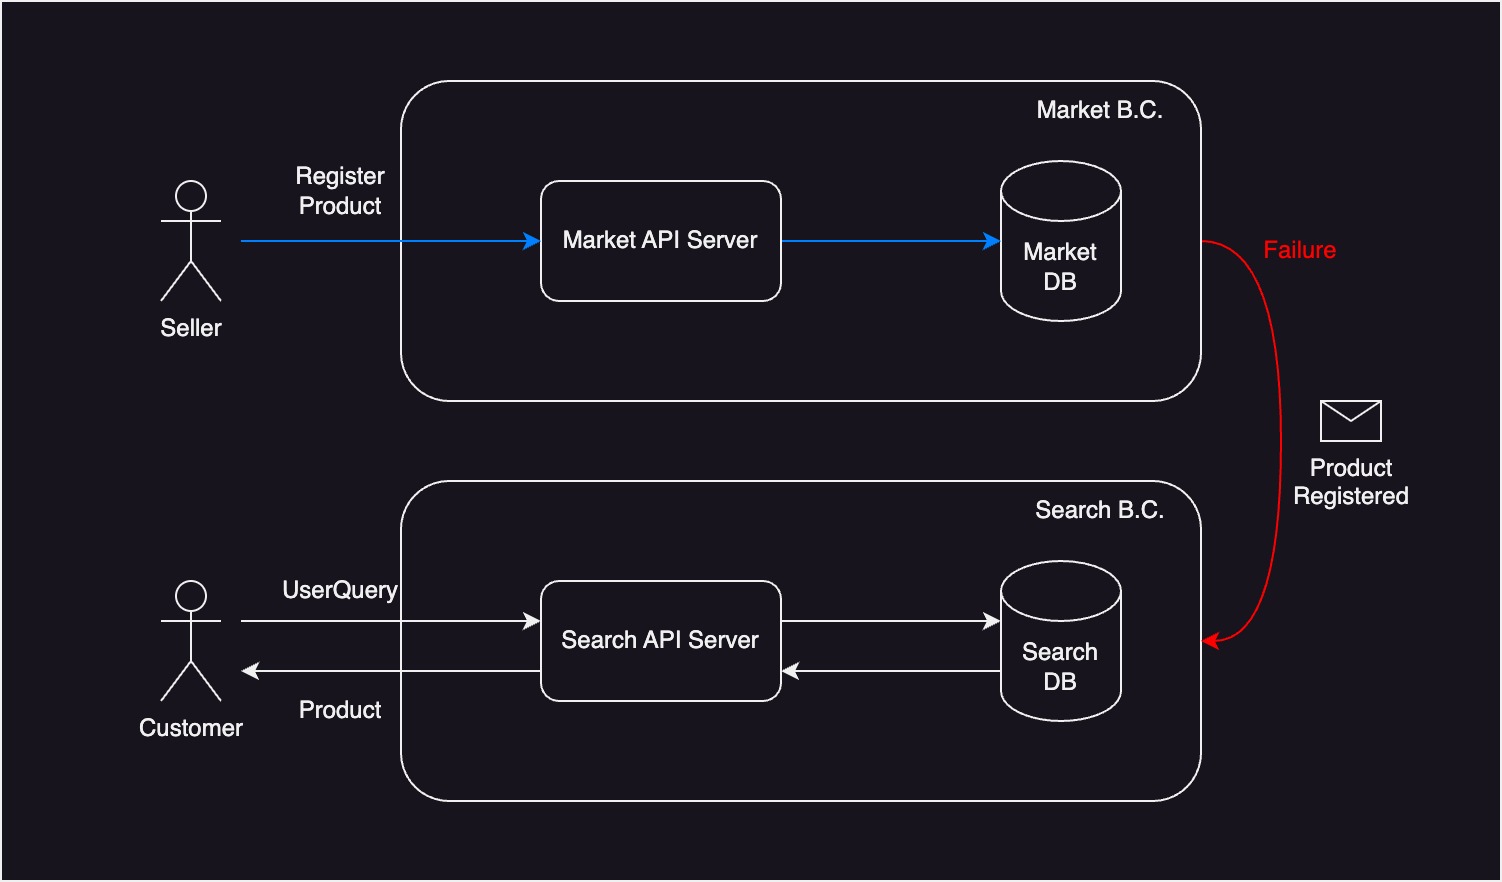 Market B.C.
Register
Product
Market API Server
Market
DB
Failure
Seller
Product
Registered
Search B.C.
UserQuery
Search API Server
Search
DB
Product
Customer